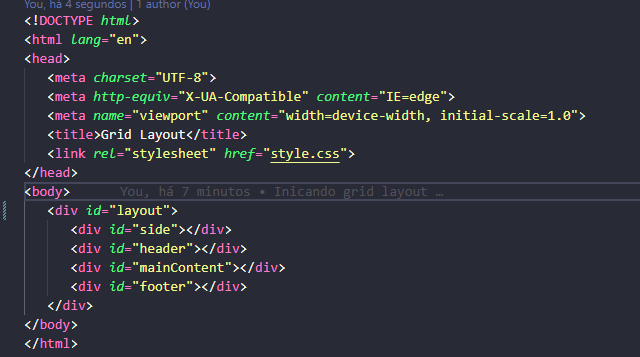 You, há 4 segundos | 1 author (You)
<!DOCTYPE html>
<html lang="en">
<head>
<meta charset="UTF-8">
<meta http-equiv="X-UA-Compatible" content="IE=edge">
<meta name="viewport" content="width=device-width, initial-scale=1.0">
<title>Grid Layout</title>
<link rel="stylesheet" href="style.css">
</head>
<body> You, há 7 minutos • Inicando grid layout …
<div id="layout">
<div id="side"></div>
<div id="header"></div>
<div id="mainContent"></div>
<div id="footer"></div>
</div>
</body>
</html>